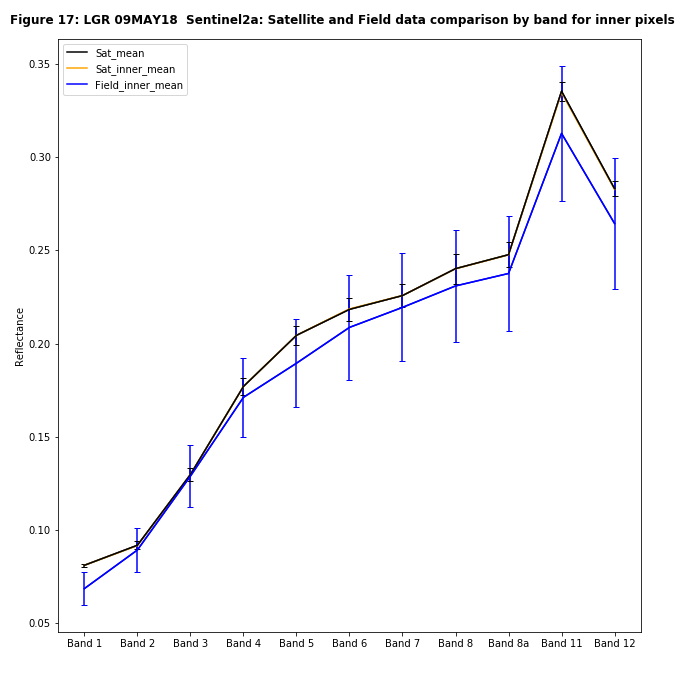 Figure 17: LGR 09MAY18  Sentinel2a: Satellite and Field data comparison by band for inner pixels
Sat_mean
Sat_inner_mean
Field_inner_mean
Reflectance
0.35
0.30
0.25
0.20
0.15
0.10
0.05
Band 1 Band 2 Band 3 Band 4 Band 5 Band 6 Band 7 Band 8 Band 8a Band 11 Band 12